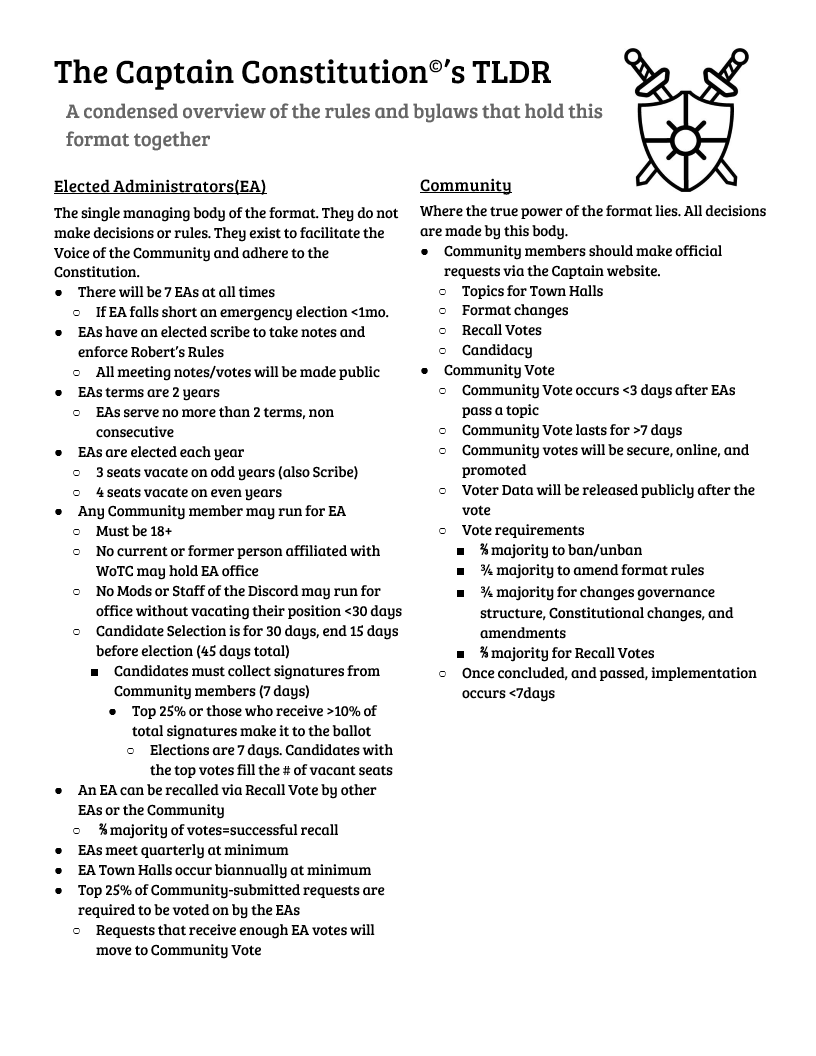 The Captain Constitution©'s TLDR
A condensed overview of the rules and bylaws that hold this
format together
Elected Administrators(EA)
The single managing body of the format. They do not
make decisions or rules. They exist to facilitate the
Voice of the Community and adhere to the
Constitution.
● There will be 7 EAs at all times
○ If EA falls short an emergency election <1mo.
● EAs have an elected scribe to take notes and
enforce Robert's Rules
○ All meeting notes/votes will be made public
● EAs terms are 2 years
○ EAs serve no more than 2 terms, non
consecutive
● EAs are elected each year
○ 3 seats vacate on odd years (also Scribe)
○ 4 seats vacate on even years
● Any Community member may run for EA
○ Must be 18+
○ No current or former person affiliated with
WoTC may hold EA office
○ No Mods or Staff of the Discord may run for
office without vacating their position <30 days
○ Candidate Selection is for 30 days, end 15 days
before election (45 days total)
■ Candidates must collect signatures from
Community members (7 days)
● Top 25% or those who receive >10% of
total signatures make it to the ballot
○ Elections are 7 days. Candidates with
the top votes fill the # of vacant seats
● An EA can be recalled via Recall Vote by other
EAs or the Community
○ ⅔ majority of votes=successful recall
● EAs meet quarterly at minimum
● EA Town Halls occur biannually at minimum
● Top 25% of Community-submitted requests are
required to be voted on by the EAs
○ Requests that receive enough EA votes will
move to Community Vote
Community
Where the true power of the format lies. All decisions
are made by this body.
● Community members should make official
requests via the Captain website.
○ Topics for Town Halls
○ Format changes
○ Recall Votes
○ Candidacy
● Community Vote
○ Community Vote occurs <3 days after EAs
pass a topic
○ Community Vote lasts for >7 days
○ Community votes will be secure, online, and
promoted
○ Voter Data will be released publicly after the
vote
○ Vote requirements
■ ⅔ majority to ban/unban
■ ¾ majority to amend format rules
■ ¾ majority for changes governance
structure, Constitutional changes, and
amendments
■ ⅔ majority for Recall Votes
○ Once concluded, and passed, implementation
occurs <7days